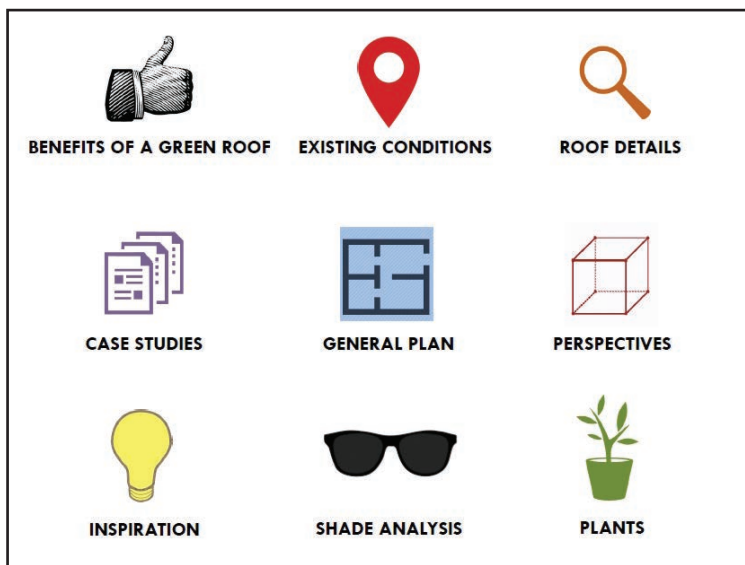 BENEFITS OF A GREEN ROOF
EXISTING CONDITIONS
ROOF DETAILS
CASE STUDIES
GENERAL PLAN
PERSPECTIVES
INSPIRATION
SHADE ANALYSIS
PLANTS